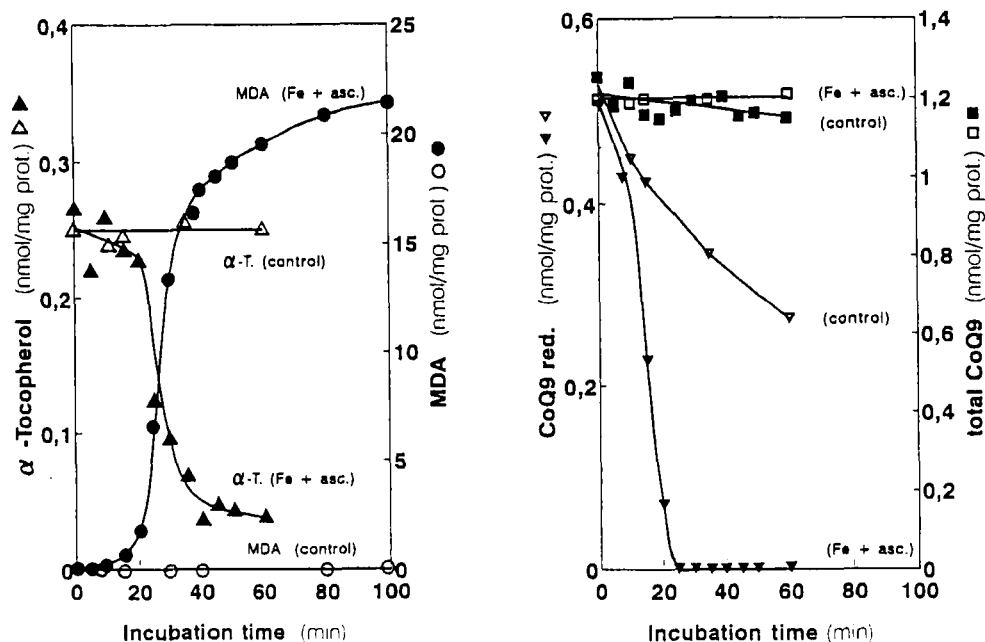 0,4
0,3
0,2
0,1
0
25
20
15
10
5
0
0 20 40 60 80 100
Incubation time (min)
α -Tocopherol (nmol/mg prot.) △ ▲
MDA (nmol/mg prot) ○ ●
MDA (Fe + asc.)
α-T. (control)
α-T. (Fe + asc.)
MDA (control)
0,6
0,4
0,2
0
1,4
1,2
1
0,8
0,6
0,4
0,2
0
0 20 40 60 80 100
Incubation time (min)
CoQ9 red. (nmol/mg prot.) ▼ ▽
total CoQ9 (nmol/mg prot.) □ ■
(Fe + asc.)
(control)
(control)
(Fe + asc.)